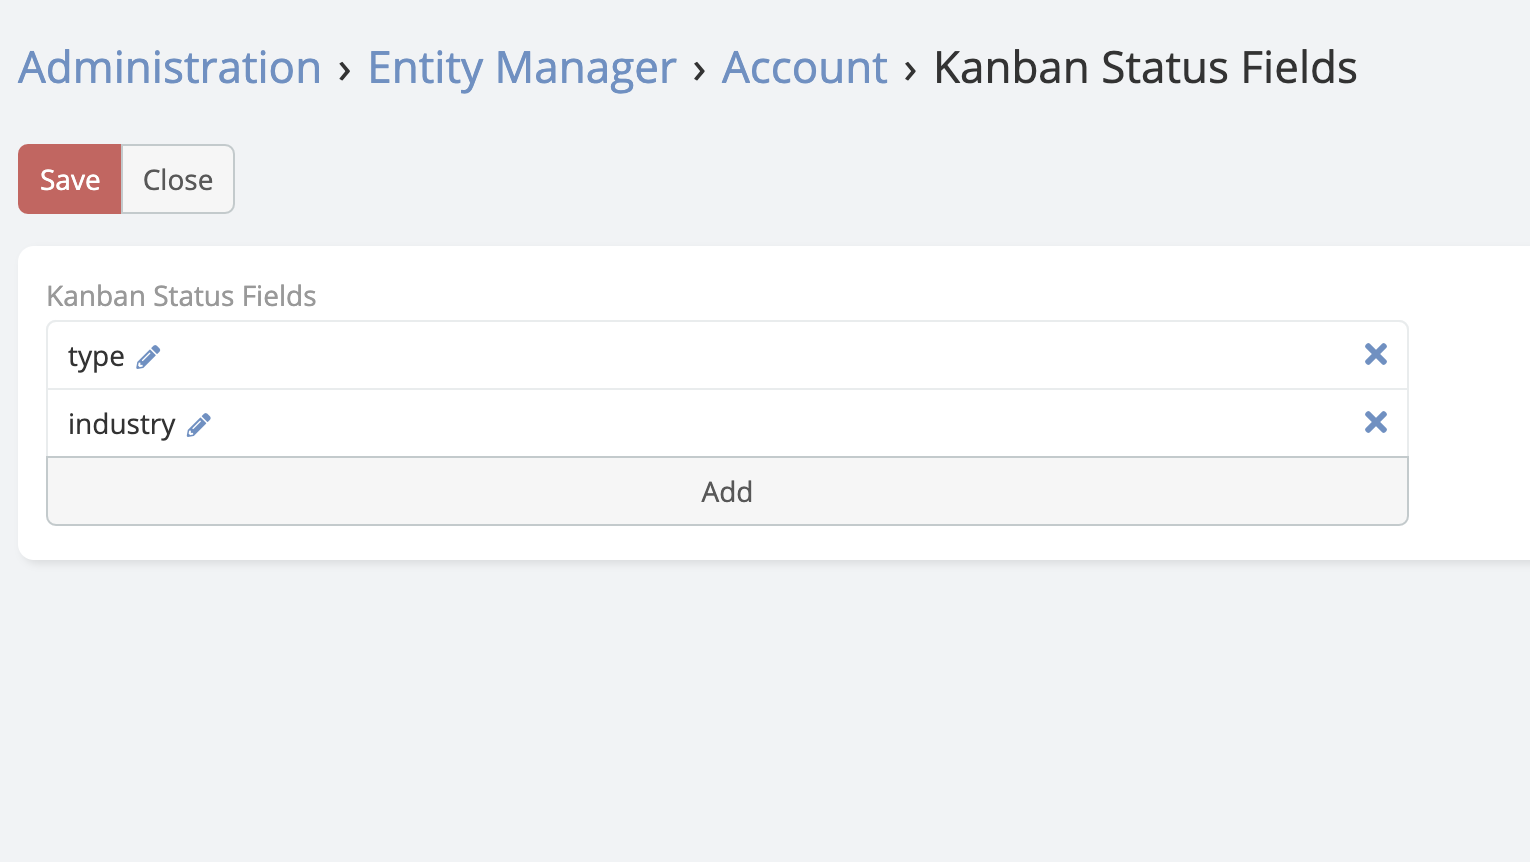 Administration › Entity Manager › Account › Kanban Status Fields
Save Close
Kanban Status Fields
type
industry
Add